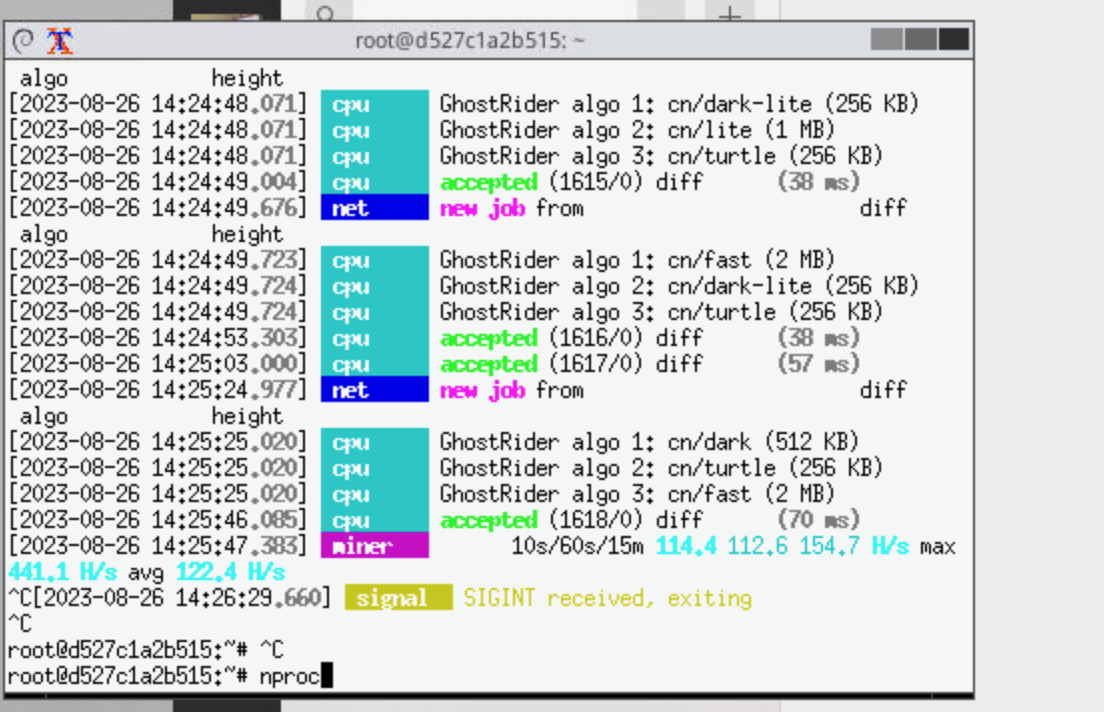 root@d527c1a2b515: ~
algo height
[2023-08-26 14:24:48.071] cpu GhostRider algo 1: cn/dark-lite (256 KB)
[2023-08-26 14:24:48.071] cpu GhostRider algo 2: cn/lite (1 MB)
[2023-08-26 14:24:48.071] cpu GhostRider algo 3: cn/turtle (256 KB)
[2023-08-26 14:24:49.004] cpu accepted (1615/0) diff (38 ms)
[2023-08-26 14:24:49.676] net new job from diff
algo height
[2023-08-26 14:24:49.723] cpu GhostRider algo 1: cn/fast (2 MB)
[2023-08-26 14:24:49.724] cpu GhostRider algo 2: cn/dark-lite (256 KB)
[2023-08-26 14:24:49.724] cpu GhostRider algo 3: cn/turtle (256 KB)
[2023-08-26 14:24:53.303] cpu accepted (1616/0) diff (38 ms)
[2023-08-26 14:25:03.000] cpu accepted (1617/0) diff (57 ms)
[2023-08-26 14:25:24.977] net new job from diff
algo height
[2023-08-26 14:25:25.020] cpu GhostRider algo 1: cn/dark (512 KB)
[2023-08-26 14:25:25.020] cpu GhostRider algo 2: cn/turtle (256 KB)
[2023-08-26 14:25:25.020] cpu GhostRider algo 3: cn/fast (2 MB)
[2023-08-26 14:25:46.085] cpu accepted (1618/0) diff (70 ms)
[2023-08-26 14:25:47.383] miner 10s/60s/15m 114.4 112.6 154.7 H/s max
441.1 H/s avg 122.4 H/s
^C[2023-08-26 14:26:29.660] signal SIGINT received, exiting
^C
root@d527c1a2b515:~# ^C
root@d527c1a2b515:~# nproc